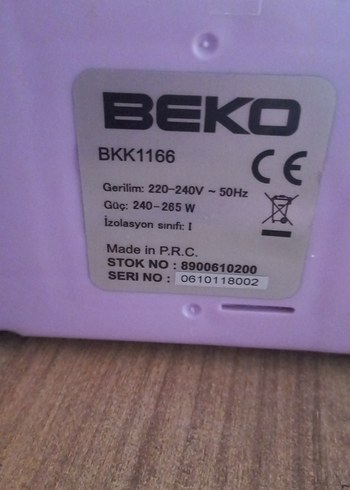 BEKO
BKK1166
CE
Gerilim: 220-240V ~ 50Hz
Güç: 240-265 W
İzolasyon sınıfı: I
Made in P.R.C.
STOK NO : 8900610200
SERI NO : 0610118002